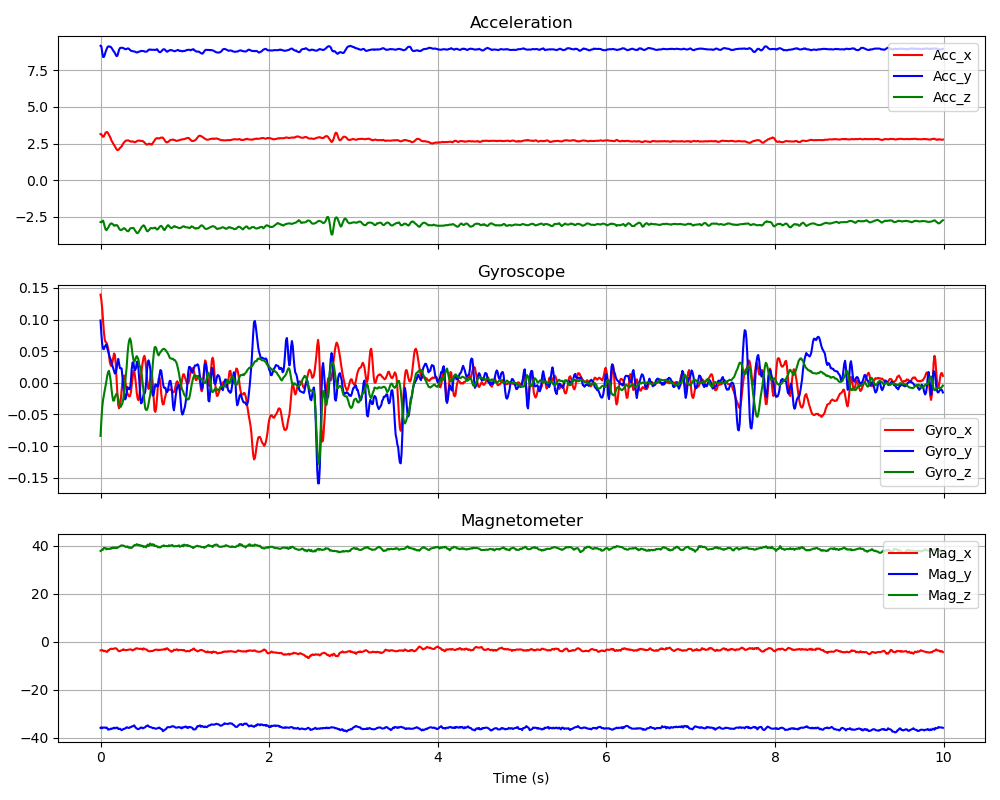 Acceleration
7.5
5.0
2.5
0.0
−2.5
Acc_x
Acc_y
Acc_z
Gyroscope
0.15
0.10
0.05
0.00
−0.05
−0.10
−0.15
Gyro_x
Gyro_y
Gyro_z
Magnetometer
40
20
0
−20
−40
Mag_x
Mag_y
Mag_z
0 2 4 6 8 10
Time (s)